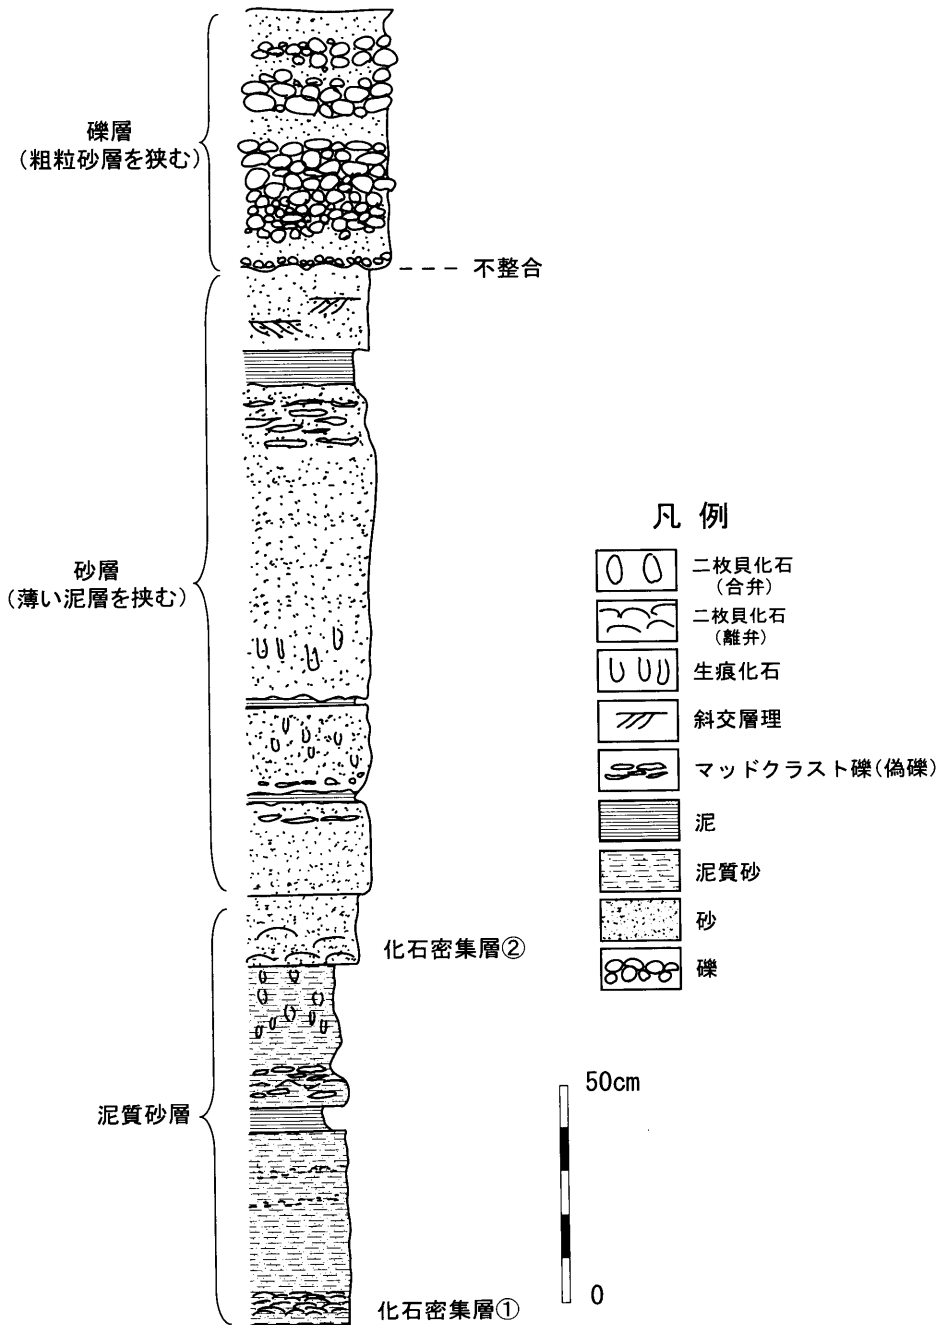 礫層
(粗粒砂層を狭む)
不整合
砂層
(薄い泥層を狭む)
化石密集層②
泥質砂層
化石密集層①
凡 例
二枚貝化石
(合弁)
二枚貝化石
(離弁)
生痕化石
斜交層理
マッドクラスト礫(偽礫)
泥
泥質砂
砂
礫
50cm
0